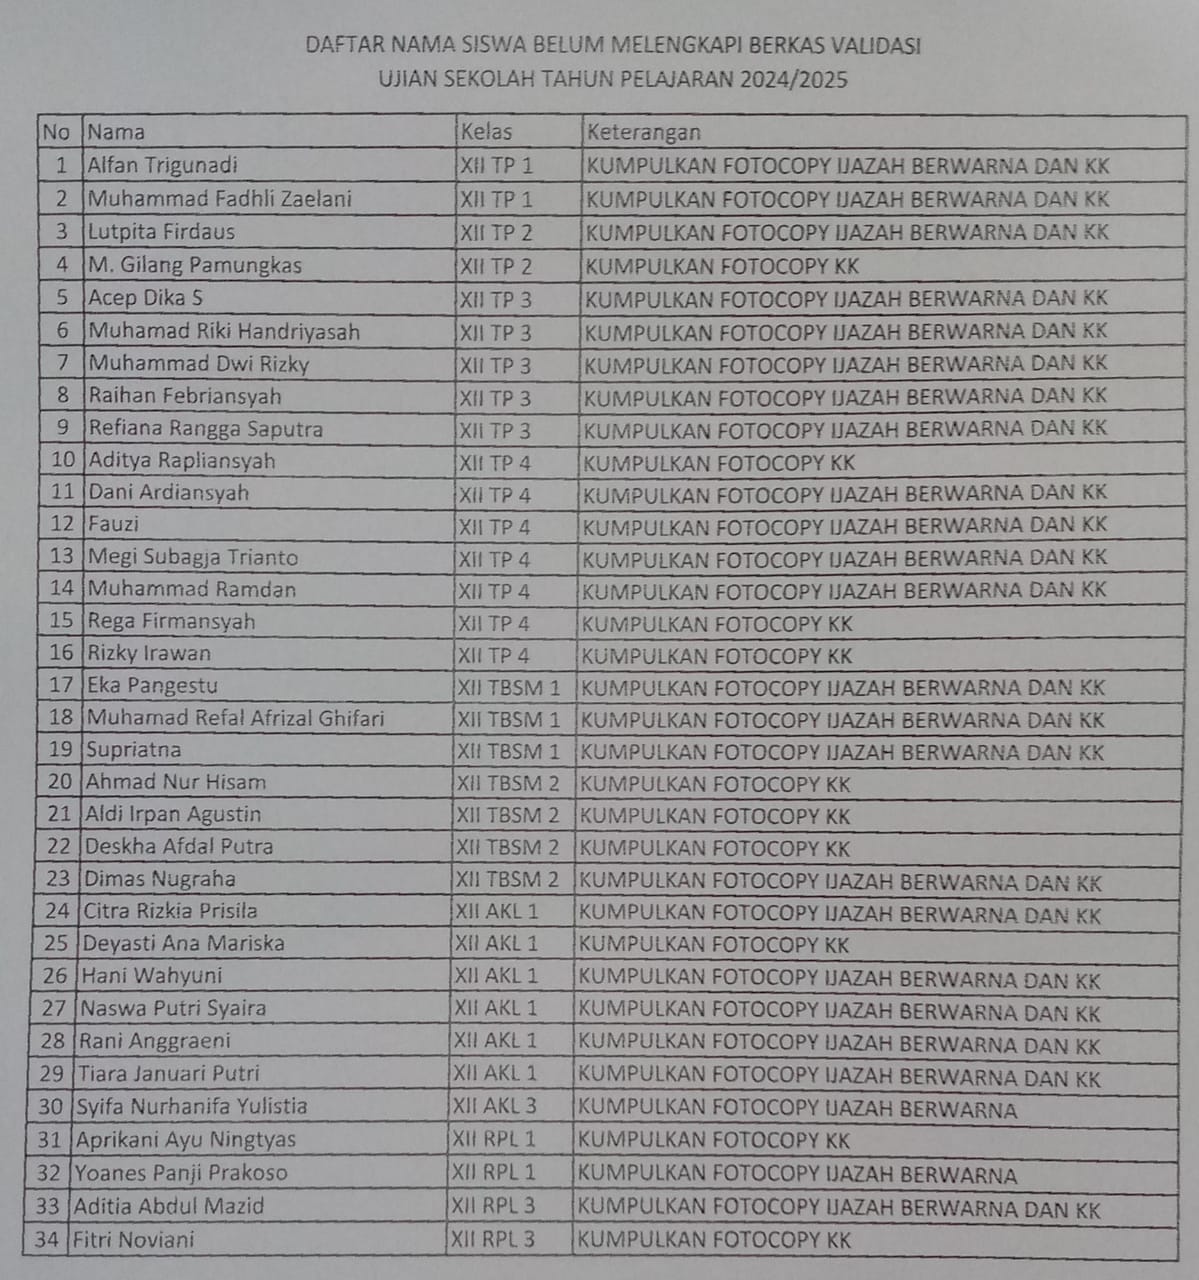 DAFTAR NAMA SISWA BELUM MELENGKAPI BERKAS VALIDASI
UJIAN SEKOLAH TAHUN PELAJARAN 2024/2025
No Nama Kelas Keterangan
1 Alfan Trigunadi XII TP 1 KUMPULKAN FOTOCOPY IJAZAH BERWARNA DAN KK
2 Muhammad Fadhli Zaelani XII TP 1 KUMPULKAN FOTOCOPY IJAZAH BERWARNA DAN KK
3 Lutpita Firdaus XII TP 2 KUMPULKAN FOTOCOPY IJAZAH BERWARNA DAN KK
4 M. Gilang Pamungkas XII TP 2 KUMPULKAN FOTOCOPY KK
5 Acep Dika S XII TP 3 KUMPULKAN FOTOCOPY IJAZAH BERWARNA DAN KK
6 Muhamad Riki Handriyasah XII TP 3 KUMPULKAN FOTOCOPY IJAZAH BERWARNA DAN KK
7 Muhammad Dwi Rizky XII TP 3 KUMPULKAN FOTOCOPY IJAZAH BERWARNA DAN KK
8 Raihan Febriansyah XII TP 3 KUMPULKAN FOTOCOPY IJAZAH BERWARNA DAN KK
9 Refiana Rangga Saputra XII TP 3 KUMPULKAN FOTOCOPY IJAZAH BERWARNA DAN KK
10 Aditya Rapliansyah XII TP 4 KUMPULKAN FOTOCOPY KK
11 Dani Ardiansyah XII TP 4 KUMPULKAN FOTOCOPY IJAZAH BERWARNA DAN KK
12 Fauzi XII TP 4 KUMPULKAN FOTOCOPY IJAZAH BERWARNA DAN KK
13 Megi Subagja Trianto XII TP 4 KUMPULKAN FOTOCOPY IJAZAH BERWARNA DAN KK
14 Muhammad Ramdan XII TP 4 KUMPULKAN FOTOCOPY IJAZAH BERWARNA DAN KK
15 Rega Firmansyah XII TP 4 KUMPULKAN FOTOCOPY KK
16 Rizky Irawan XII TP 4 KUMPULKAN FOTOCOPY KK
17 Eka Pangestu XII TBSM 1 KUMPULKAN FOTOCOPY IJAZAH BERWARNA DAN KK
18 Muhamad Refal Afrizal Ghifari XII TBSM 1 KUMPULKAN FOTOCOPY IJAZAH BERWARNA DAN KK
19 Supriatna XII TBSM 1 KUMPULKAN FOTOCOPY IJAZAH BERWARNA DAN KK
20 Ahmad Nur Hisam XII TBSM 2 KUMPULKAN FOTOCOPY KK
21 Aldi Irpan Agustin XII TBSM 2 KUMPULKAN FOTOCOPY KK
22 Deskha Afdal Putra XII TBSM 2 KUMPULKAN FOTOCOPY KK
23 Dimas Nugraha XII TBSM 2 KUMPULKAN FOTOCOPY IJAZAH BERWARNA DAN KK
24 Citra Rizkia Prisila XII AKL 1 KUMPULKAN FOTOCOPY IJAZAH BERWARNA DAN KK
25 Deyasti Ana Mariska XII AKL 1 KUMPULKAN FOTOCOPY KK
26 Hani Wahyuni XII AKL 1 KUMPULKAN FOTOCOPY IJAZAH BERWARNA DAN KK
27 Naswa Putri Syaira XII AKL 1 KUMPULKAN FOTOCOPY IJAZAH BERWARNA DAN KK
28 Rani Anggraeni XII AKL 1 KUMPULKAN FOTOCOPY IJAZAH BERWARNA DAN KK
29 Tiara Januari Putri XII AKL 1 KUMPULKAN FOTOCOPY IJAZAH BERWARNA DAN KK
30 Syifa Nurhanifa Yulistia XII AKL 3 KUMPULKAN FOTOCOPY IJAZAH BERWARNA
31 Aprikani Ayu Ningtyas XII RPL 1 KUMPULKAN FOTOCOPY KK
32 Yoanes Panji Prakoso XII RPL 1 KUMPULKAN FOTOCOPY IJAZAH BERWARNA
33 Aditia Abdul Mazid XII RPL 3 KUMPULKAN FOTOCOPY IJAZAH BERWARNA DAN KK
34 Fitri Noviani XII RPL 3 KUMPULKAN FOTOCOPY KK